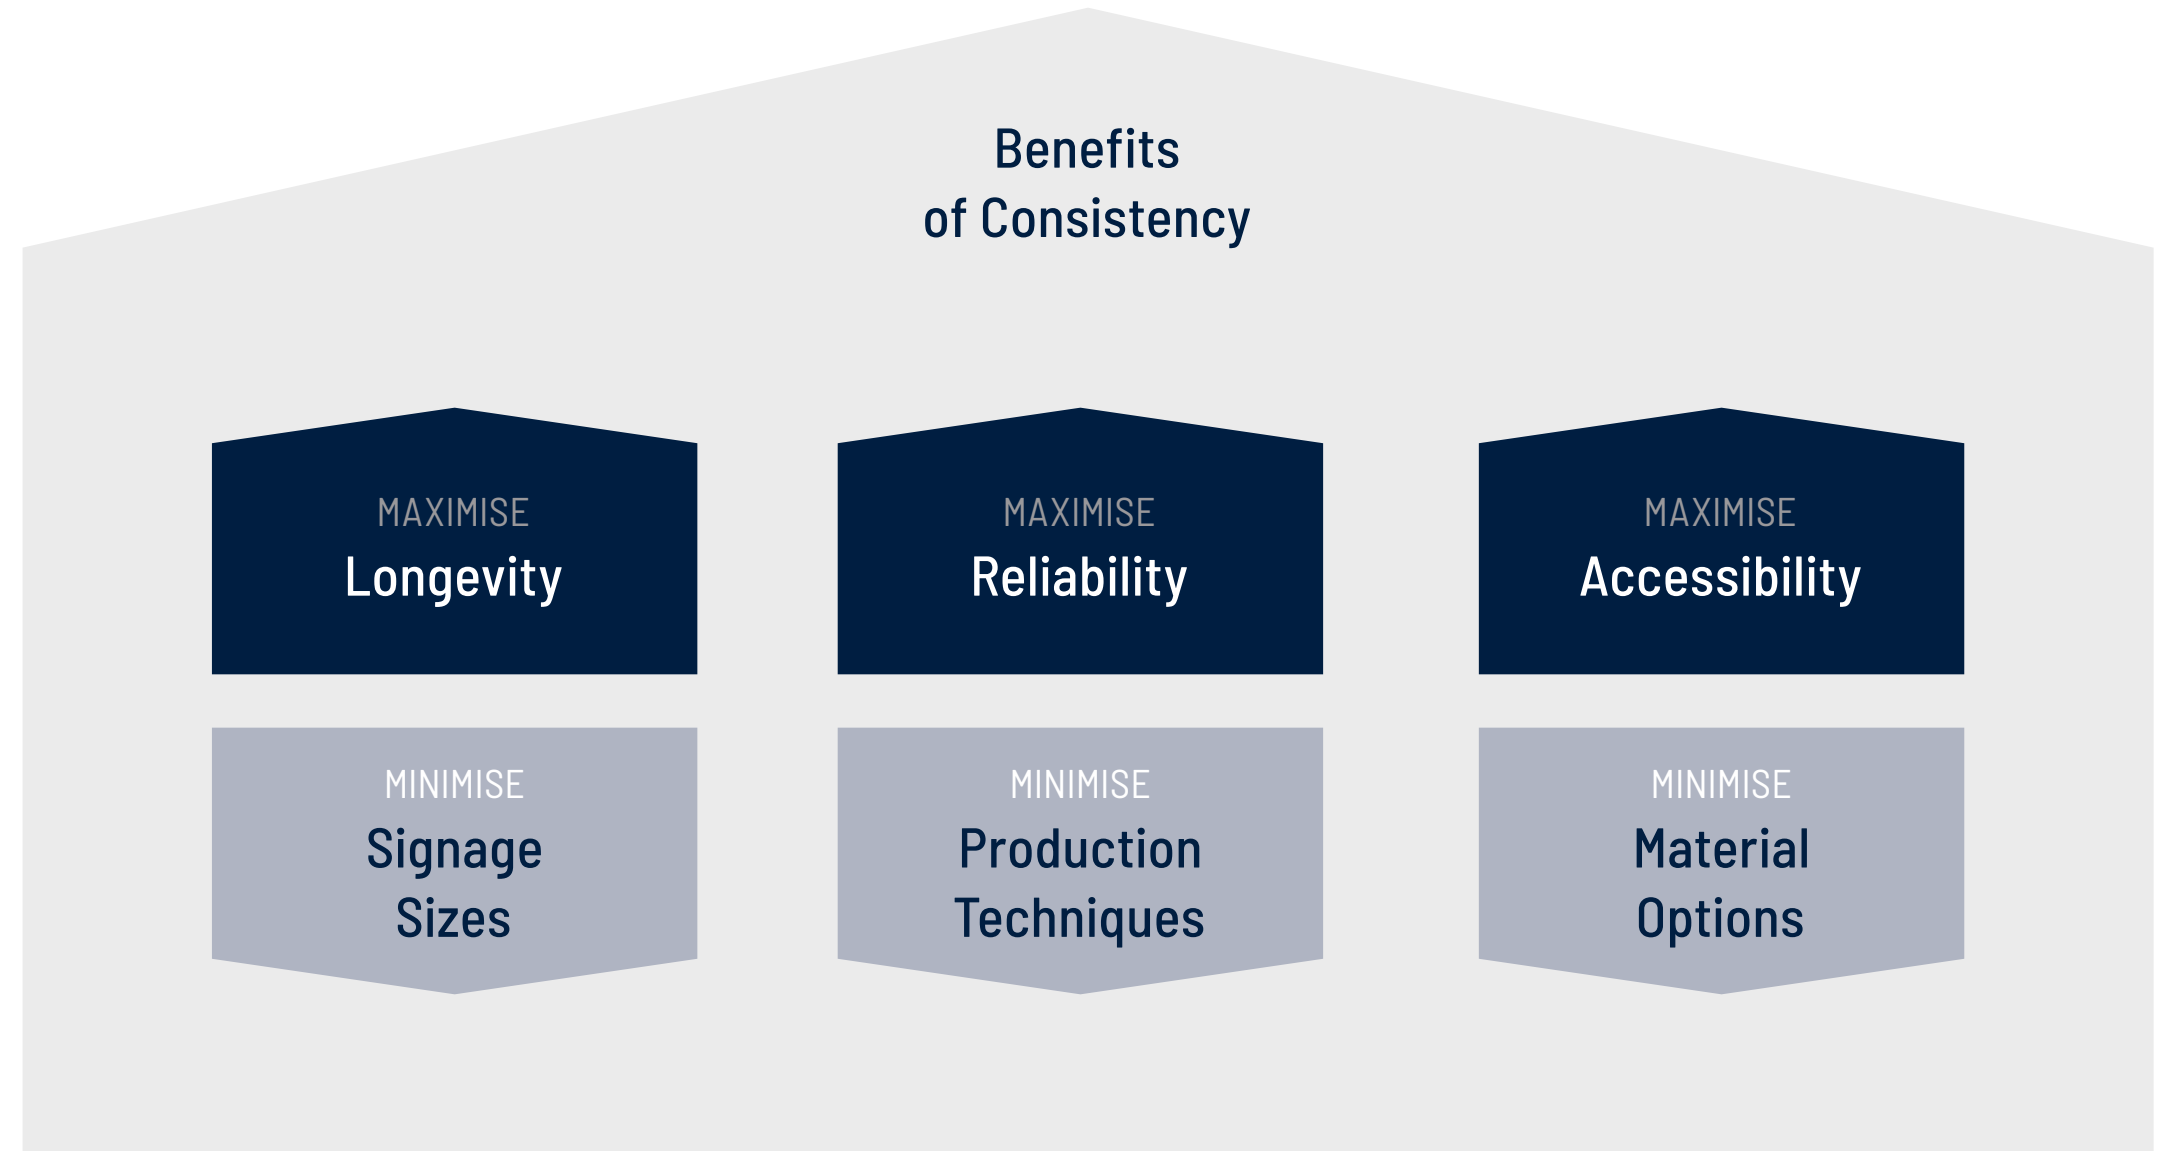 Benefits
of Consistency
MAXIMISE
Longevity
MAXIMISE
Reliability
MAXIMISE
Accessibility
MINIMISE
Signage
Sizes
MINIMISE
Production
Techniques
MINIMISE
Material
Options